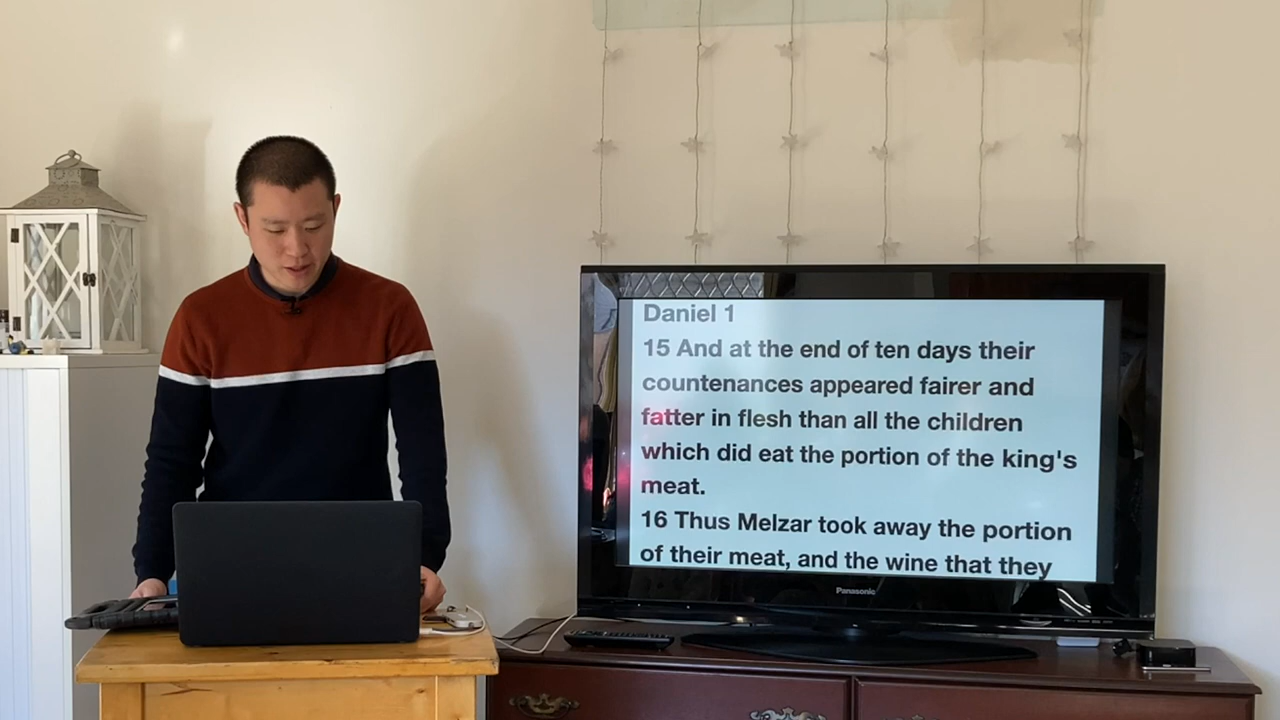 Daniel 1
15 And at the end of ten days their
countenances appeared fairer and
fatter in flesh than all the children
which did eat the portion of the king's
meat.
16 Thus Melzar took away the portion
of their meat, and the wine that they
Panasonic